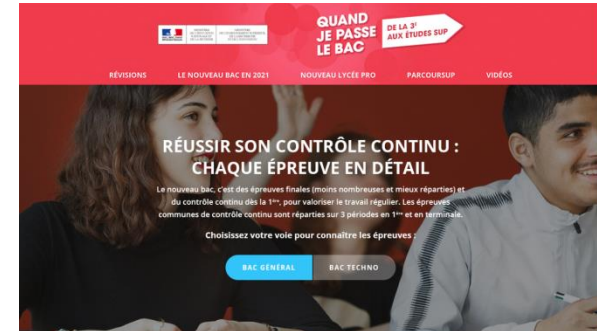 QUAND
JE PASSE
LE BAC
DE LA 3E
AUX ÉTUDES SUP
RÉVISIONS LE NOUVEAU BAC EN 2021 NOUVEAU LYCÉE PRO PARCOURSUP VIDÉOS
RÉUSSIR SON CONTRÔLE CONTINU :
CHAQUE ÉPREUVE EN DÉTAIL
Le nouveau bac, c'est des épreuves finales (moins nombreuses et mieux réparties) et
du contrôle continu dès la 1ère, pour valoriser le travail régulier. Les épreuves
communes de contrôle continu sont réparties sur 3 périodes en 1ère et en terminale.
Choisissez votre voie pour connaître les épreuves :
BAC GÉNÉRAL BAC TECHNO